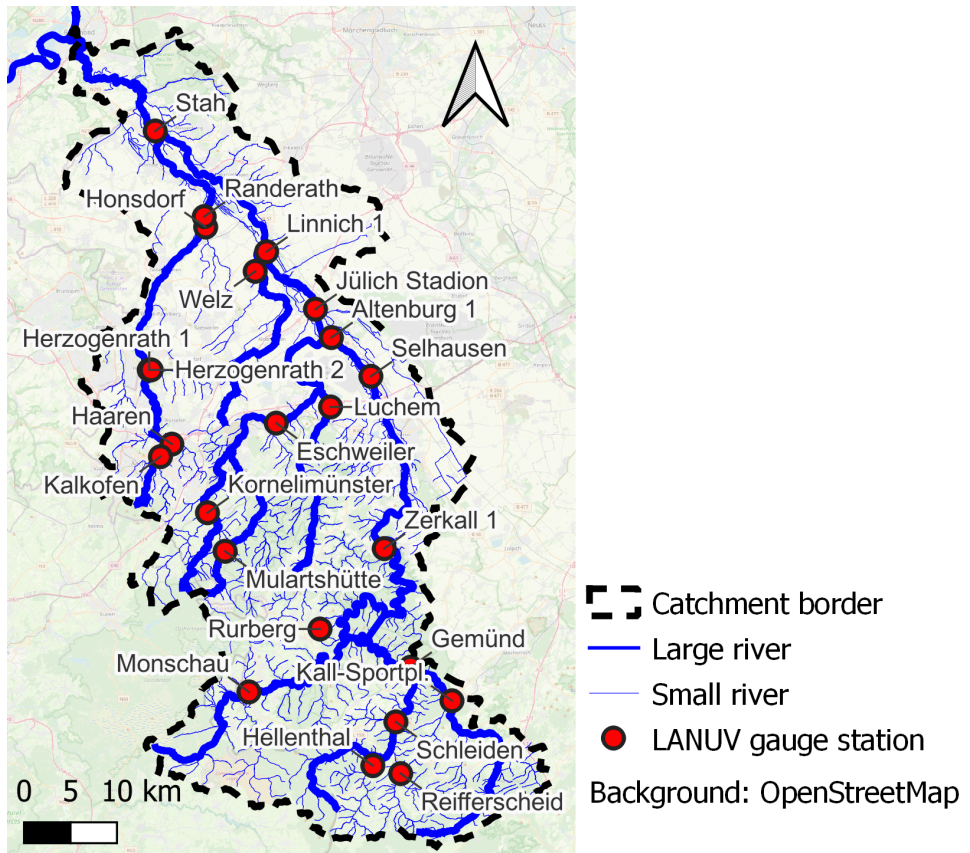 Stah
Randerath
Honsdorf
Linnich 1
Welz
Jülich Stadion
Altenburg 1
Herzogenrath 1
Selhausen
Herzogenrath 2
Haaren
Luchem
Eschweiler
Kalkofen
Kornelimünster
Zerkall 1
Mulartshütte
Rurberg
Gemünd
Monschau
Kall-Sportpl.
Hellenthal
Schleiden
Reifferscheid
0 5 10 km
Catchment border
Large river
Small river
LANUV gauge station
Background: OpenStreetMap